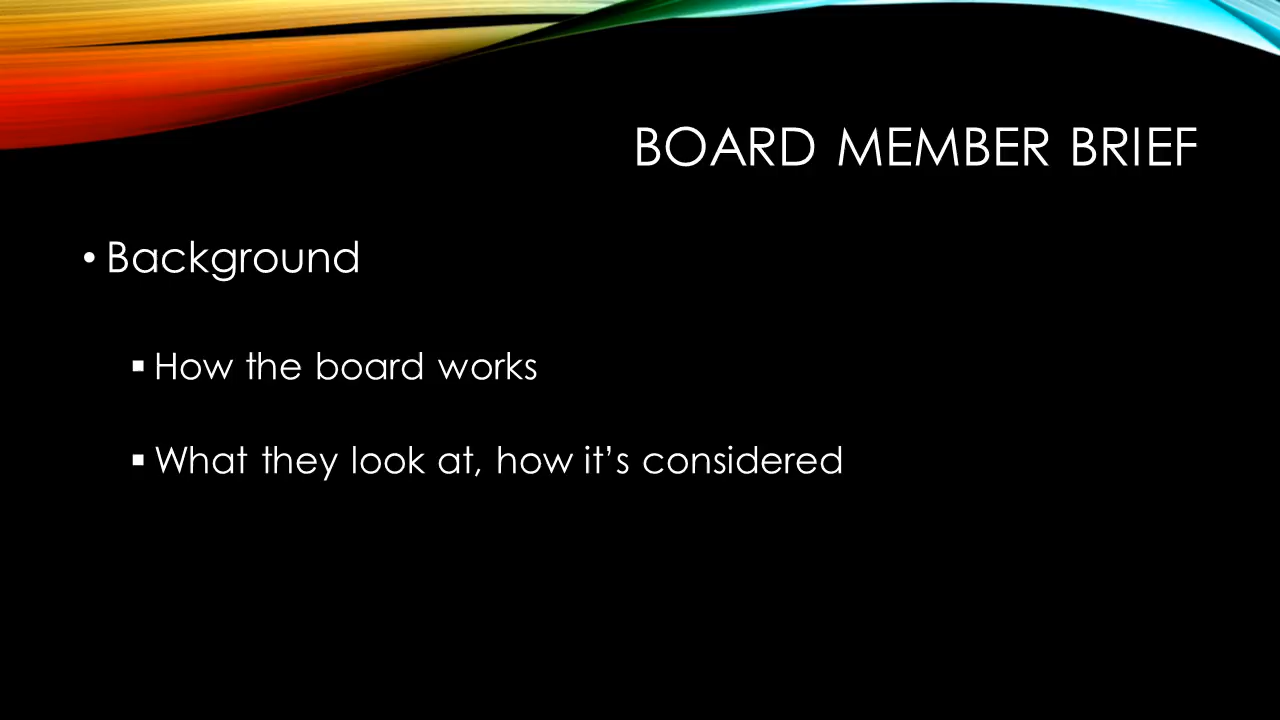 BOARD MEMBER BRIEF
• Background
▪ How the board works
▪ What they look at, how it’s considered